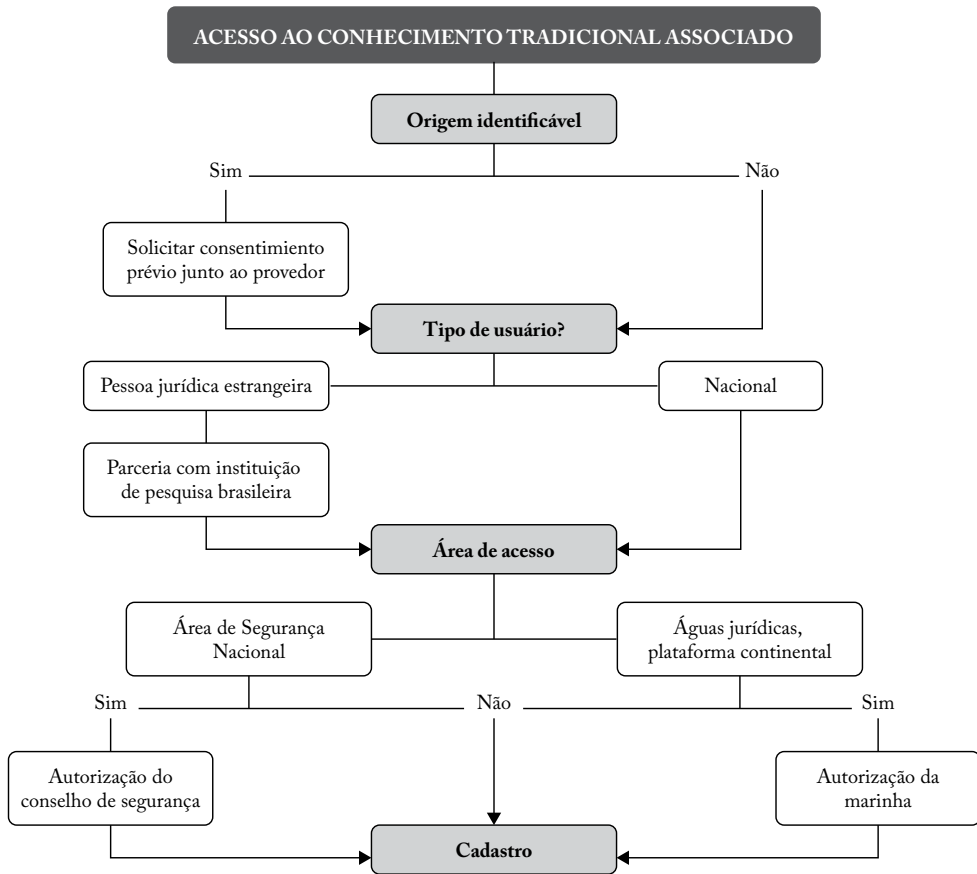 ACESSO AO CONHECIMENTO TRADICIONAL ASSOCIADO
Origem identificável
Sim
Não
Solicitar consentimiento
prévio junto ao provedor
Tipo de usuário?
Pessoa jurídica estrangeira
Nacional
Parceria com instituição
de pesquisa brasileira
Área de acesso
Área de Segurança
Nacional
Águas jurídicas,
plataforma continental
Sim
Não
Sim
Autorização do
conselho de segurança
Autorização da
marinha
Cadastro